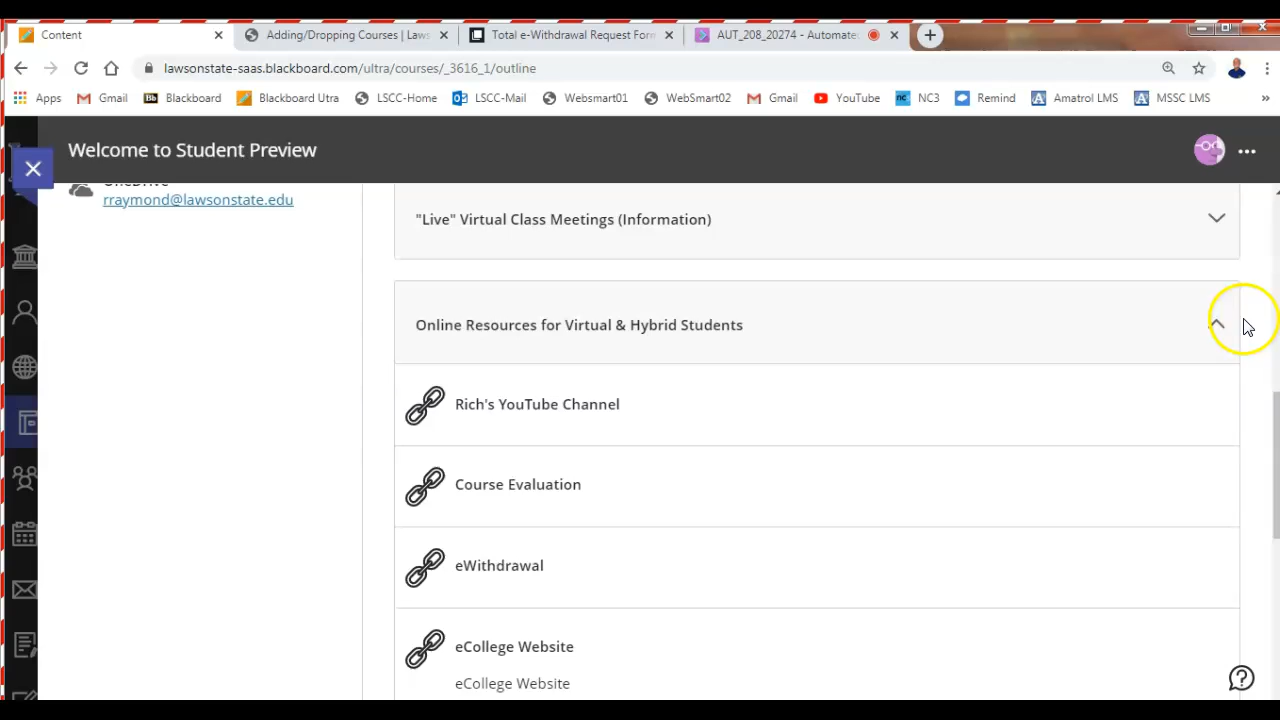 Content
Adding/Dropping Courses | Laws
Total e-Withdrawal Request Form
AUT_208_20274 - Automate
lawsonstate-saas.blackboard.com/ultra/courses/_3616_1/outline
Apps
Gmail
Bb
Blackboard
Blackboard Utra
LSCC-Home
LSCC-Mail
Websmart01
WebSmart02
Gmail
YouTube
nc
NC3
Remind
Amatrol LMS
MSSC LMS
»
Welcome to Student Preview
OneDrive
rraymond@lawsonstate.edu
"Live" Virtual Class Meetings (Information)
Online Resources for Virtual & Hybrid Students
Rich's YouTube Channel
Course Evaluation
eWithdrawal
eCollege Website
eCollege Website